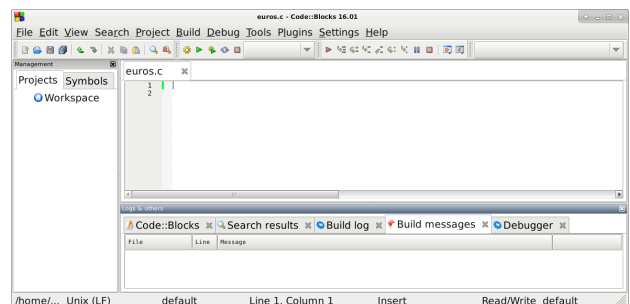 euros.c - Code::Blocks 16.01
File Edit View Search Project Build Debug Tools Plugins Settings Help
Management
Projects Symbols
Workspace
euros.c
1
2
Logs & others
Code::Blocks Search results Build log Build messages Debugger
File Line Message
/home/... Unix (LF) default Line 1, Column 1 Insert Read/Write default